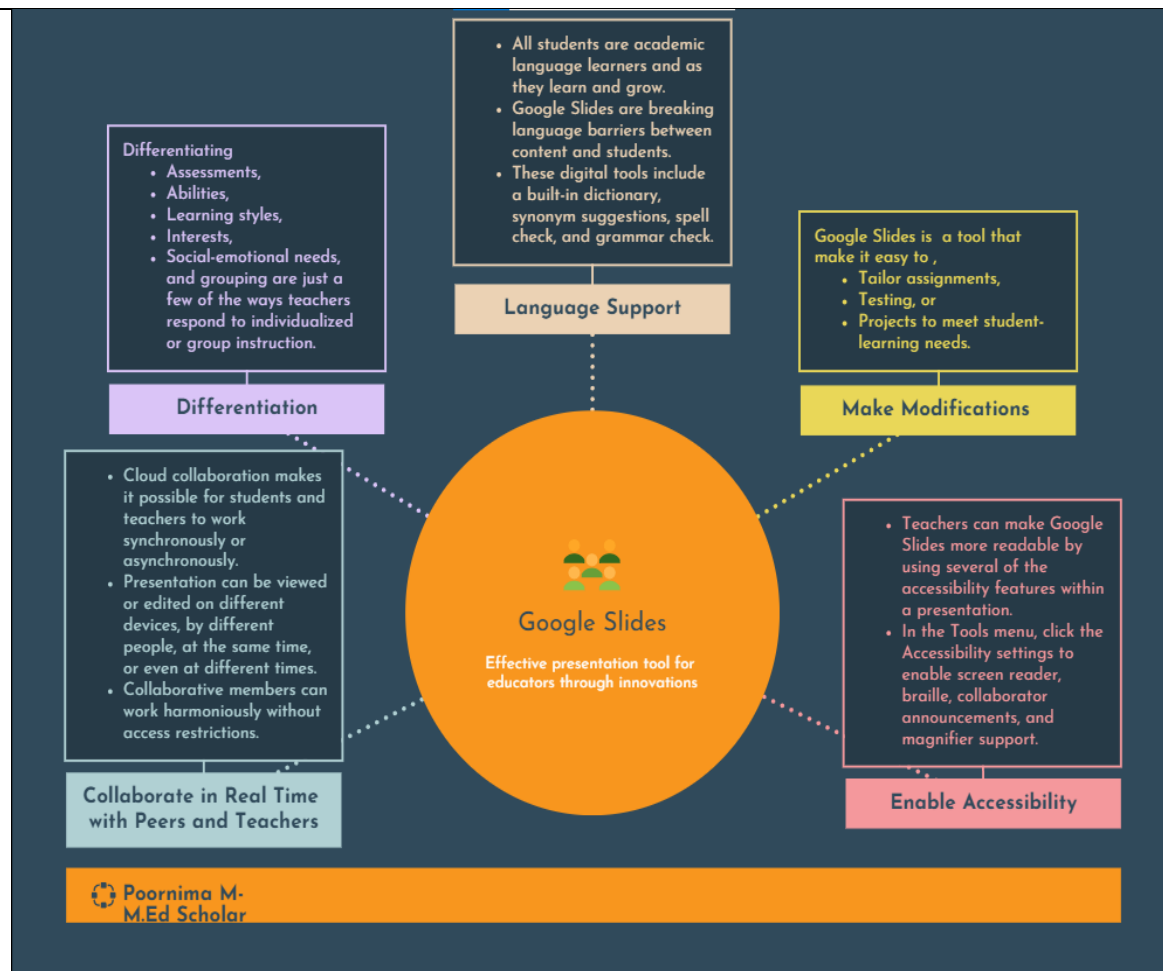 • All students are academic
language learners and as
they learn and grow.
• Google Slides are breaking
language barriers between
content and students.
• These digital tools include
a built-in dictionary,
synonym suggestions, spell
check, and grammar check.
Language Support
Differentiating
• Assessments,
• Abilities,
• Learning styles,
• Interests,
• Social-emotional needs,
and grouping are just a
few of the ways teachers
respond to individualized
or group instruction.
Differentiation
Google Slides is  a tool that
make it easy to ,
• Tailor assignments,
• Testing, or
• Projects to meet student-
learning needs.
Make Modifications
• Cloud collaboration makes
it possible for students and
teachers to work
synchronously or
asynchronously.
• Presentation can be viewed
or edited on different
devices, by different
people, at the same time,
or even at different times.
• Collaborative members can
work harmoniously without
access restrictions.
Collaborate in Real Time
with Peers and Teachers
Google Slides
Effective presentation tool for
educators through innovations
• Teachers can make Google
Slides more readable by
using several of the
accessibility features within
a presentation.
• In the Tools menu, click the
Accessibility settings to
enable screen reader,
braille, collaborator
announcements, and
magnifier support.
Enable Accessibility
Poornima M-
M.Ed Scholar